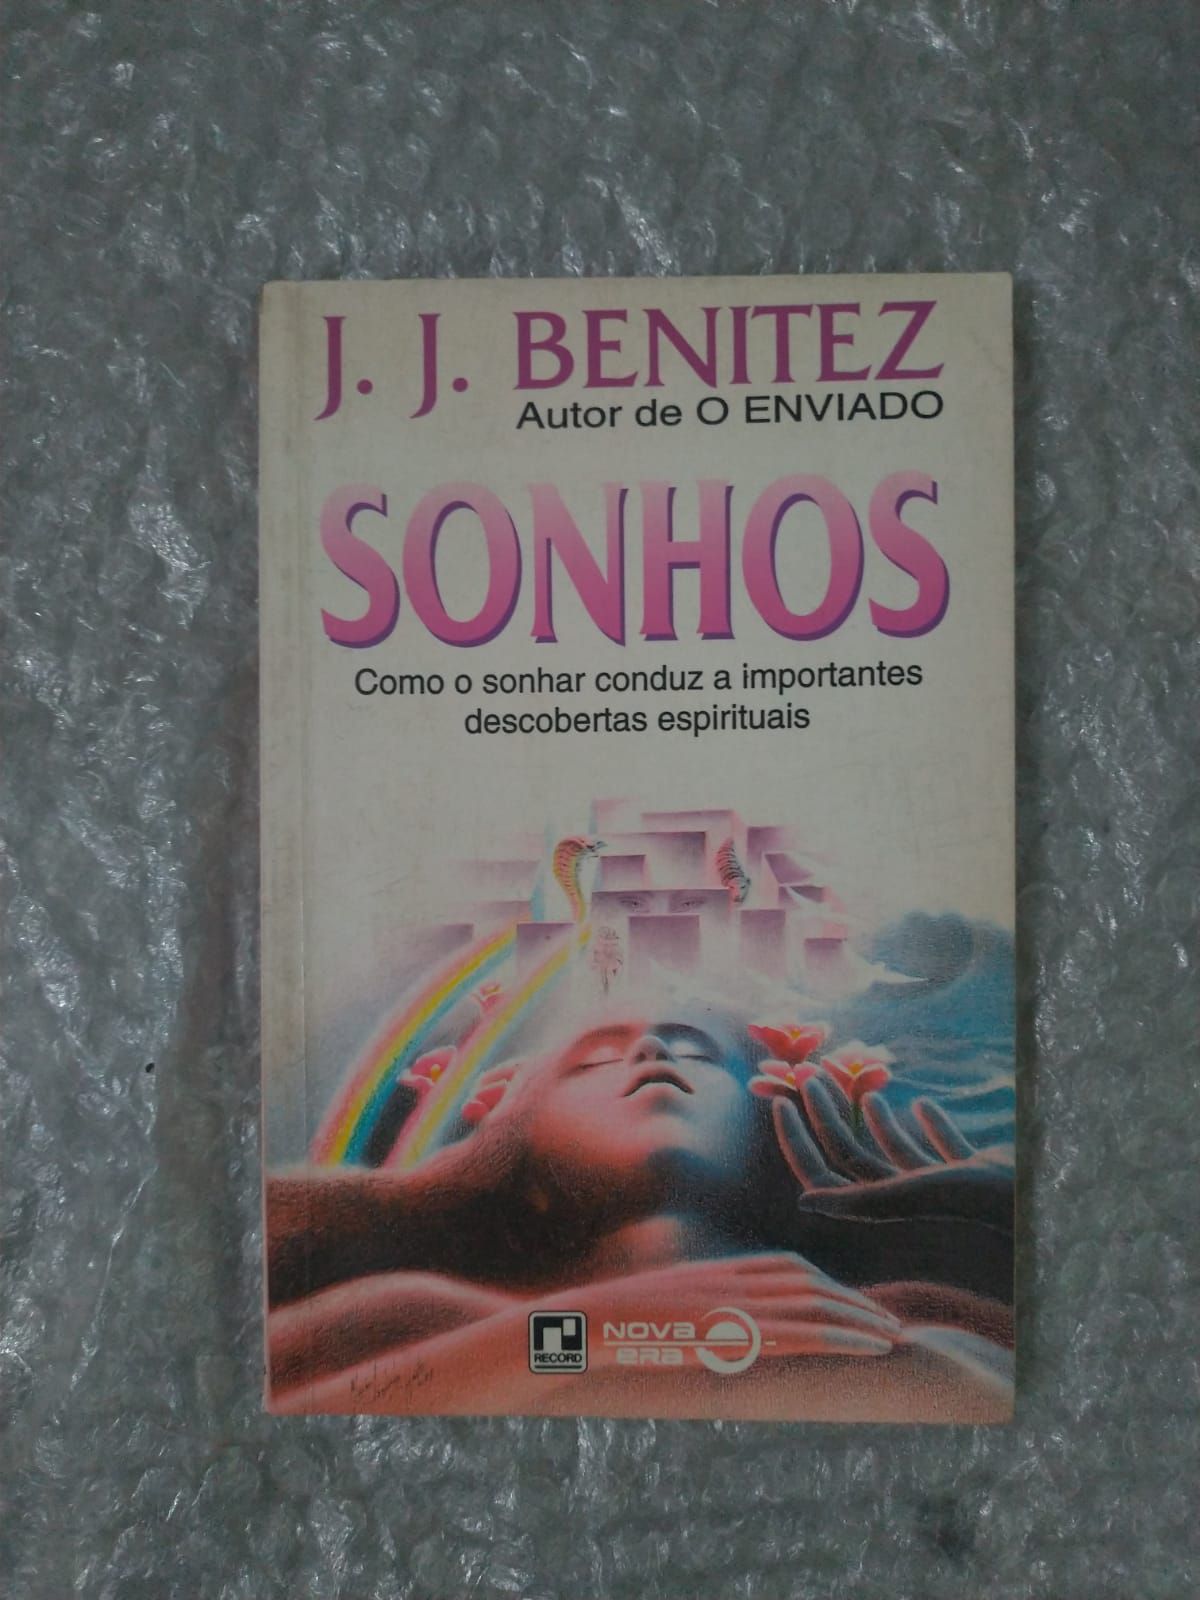 J. J. BENITEZ
Autor de O ENVIADO
SONHOS
Como o sonhar conduz a importantes
descobertas espirituais
RECORD
NOVA
ERA